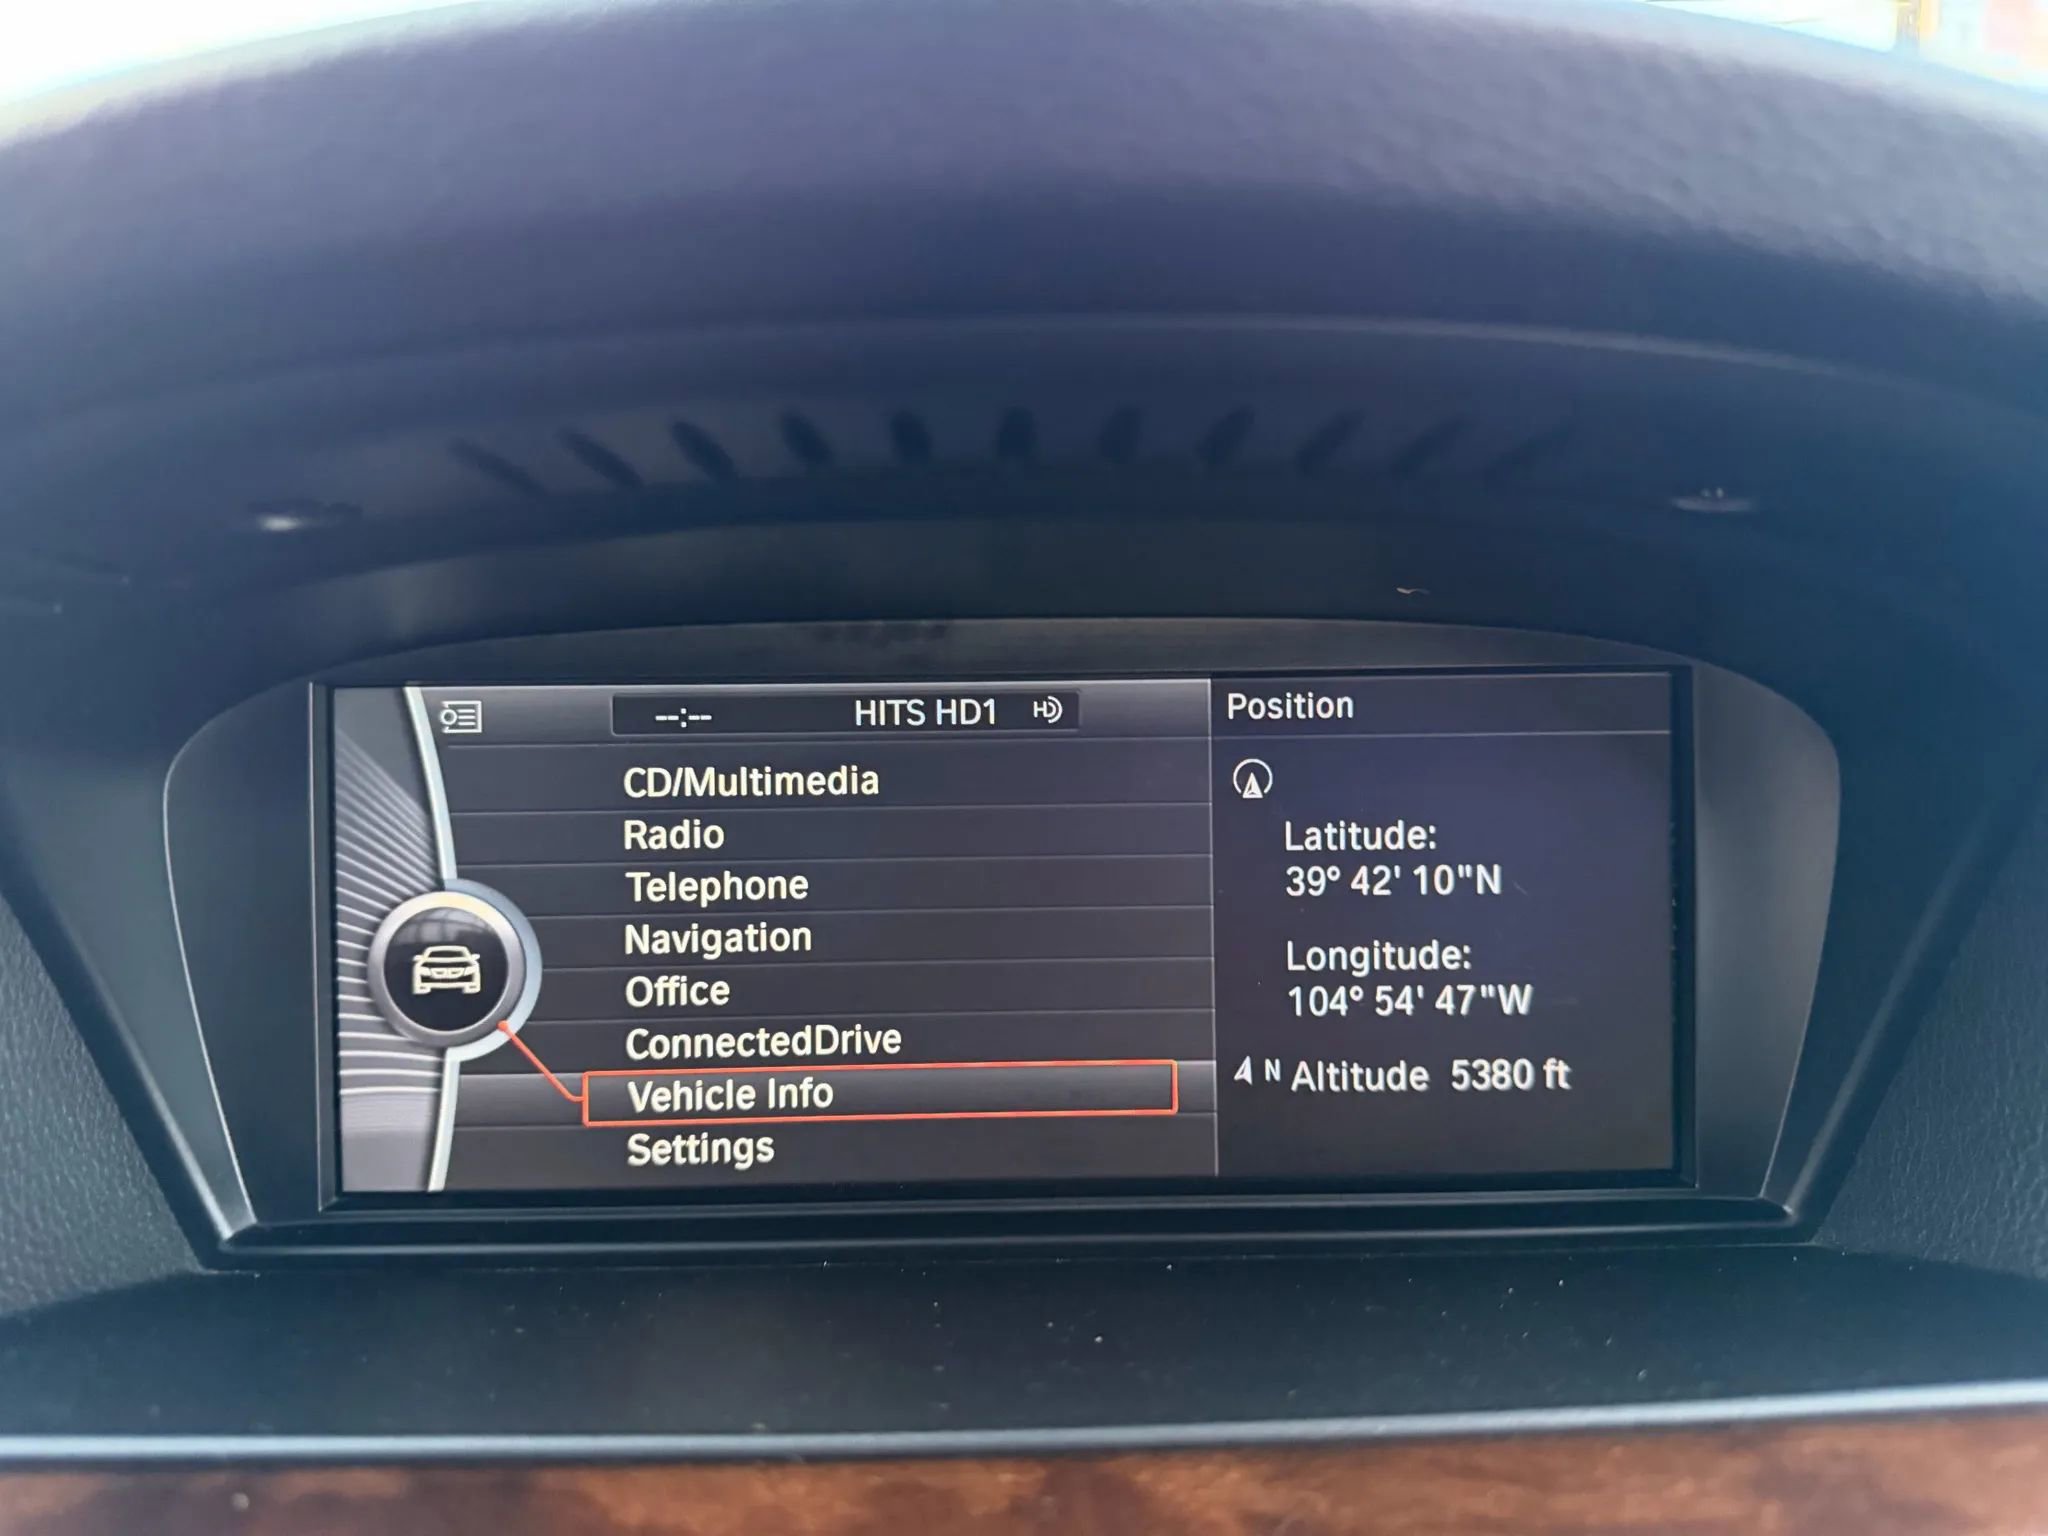 --:-- HITS HD1 HD
CD/Multimedia
Radio
Telephone
Navigation
Office
ConnectedDrive
Vehicle Info
Settings
Position
Latitude:
39° 42' 10"N
Longitude:
104° 54' 47"W
N Altitude 5380 ft